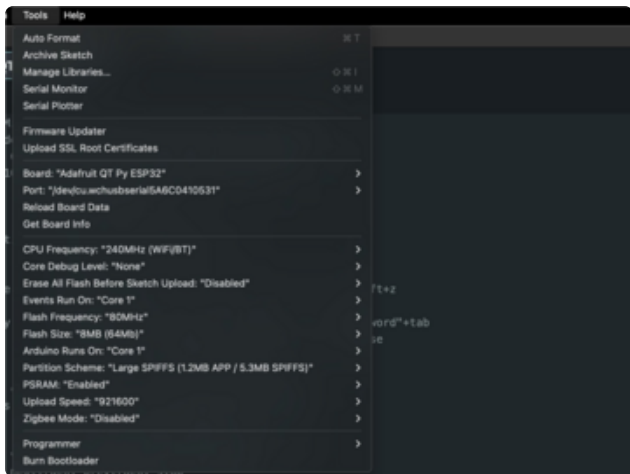 Tools Help
Auto Format ⌘ T
Archive Sketch
Manage Libraries... ⇧ ⌘ I
Serial Monitor ⇧ ⌘ M
Serial Plotter
Firmware Updater
Upload SSL Root Certificates
Board: "Adafruit QT Py ESP32"
Port: "/dev/cu.wchusbserial5A6C0410531"
Reload Board Data
Get Board Info
CPU Frequency: "240MHz (WiFi/BT)"
Core Debug Level: "None"
Erase All Flash Before Sketch Upload: "Disabled"
Events Run On: "Core 1"
ft+z
Flash Frequency: "80MHz"
Flash Size: "8MB (64Mb)"
word"+tab
Arduino Runs On: "Core 1"
se
Partition Scheme: "Large SPIFFS (1.2MB APP / 5.3MB SPIFFS)"
PSRAM: "Enabled"
Upload Speed: "921600"
Zigbee Mode: "Disabled"
Programmer
Burn Bootloader